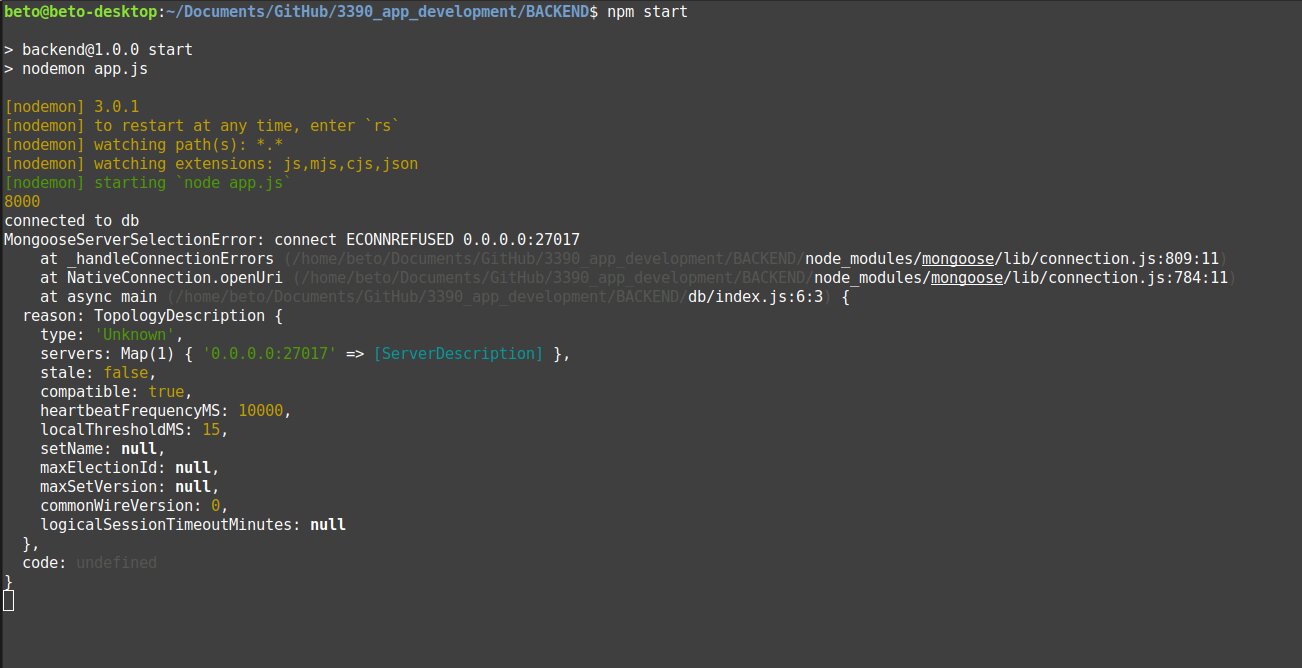 beto@beto-desktop:~/Documents/GitHub/3390_app_development/BACKEND$ npm start
> backend@1.0.0 start
> nodemon app.js
[nodemon] 3.0.1
[nodemon] to restart at any time, enter `rs`
[nodemon] watching path(s): *.*
[nodemon] watching extensions: js,mjs,cjs,json
[nodemon] starting `node app.js`
8000
connected to db
MongooseServerSelectionError: connect ECONNREFUSED 0.0.0.0:27017
    at _handleConnectionErrors (/home/beto/Documents/GitHub/3390_app_development/BACKEND/node_modules/mongoose/lib/connection.js:809:11)
    at NativeConnection.openUri (/home/beto/Documents/GitHub/3390_app_development/BACKEND/node_modules/mongoose/lib/connection.js:784:11)
    at async main (/home/beto/Documents/GitHub/3390_app_development/BACKEND/db/index.js:6:3) {
  reason: TopologyDescription {
    type: 'Unknown',
    servers: Map(1) { '0.0.0.0:27017' => [ServerDescription] },
    stale: false,
    compatible: true,
    heartbeatFrequencyMS: 10000,
    localThresholdMS: 15,
    setName: null,
    maxElectionId: null,
    maxSetVersion: null,
    commonWireVersion: 0,
    logicalSessionTimeoutMinutes: null
  },
  code: undefined
}